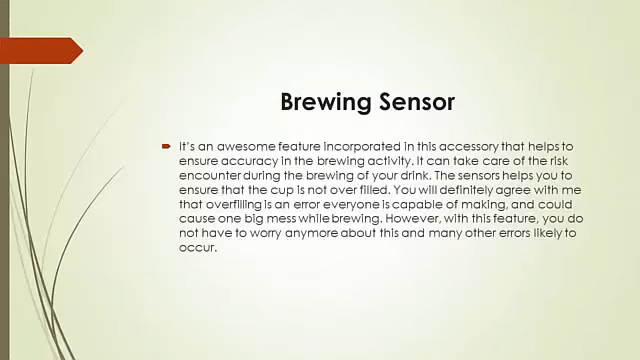 Brewing Sensor
It's an awesome feature incorporated in this accessory that helps to
ensure accuracy in the brewing activity. It can take care of the risk
encounter during the brewing of your drink. The sensors helps you to
ensure that the cup is not over filled. You will definitely agree with me
that overfilling is an error everyone is capable of making, and could
cause one big mess while brewing. However, with this feature, you do
not have to worry anymore about this and many other errors likely to
occur.